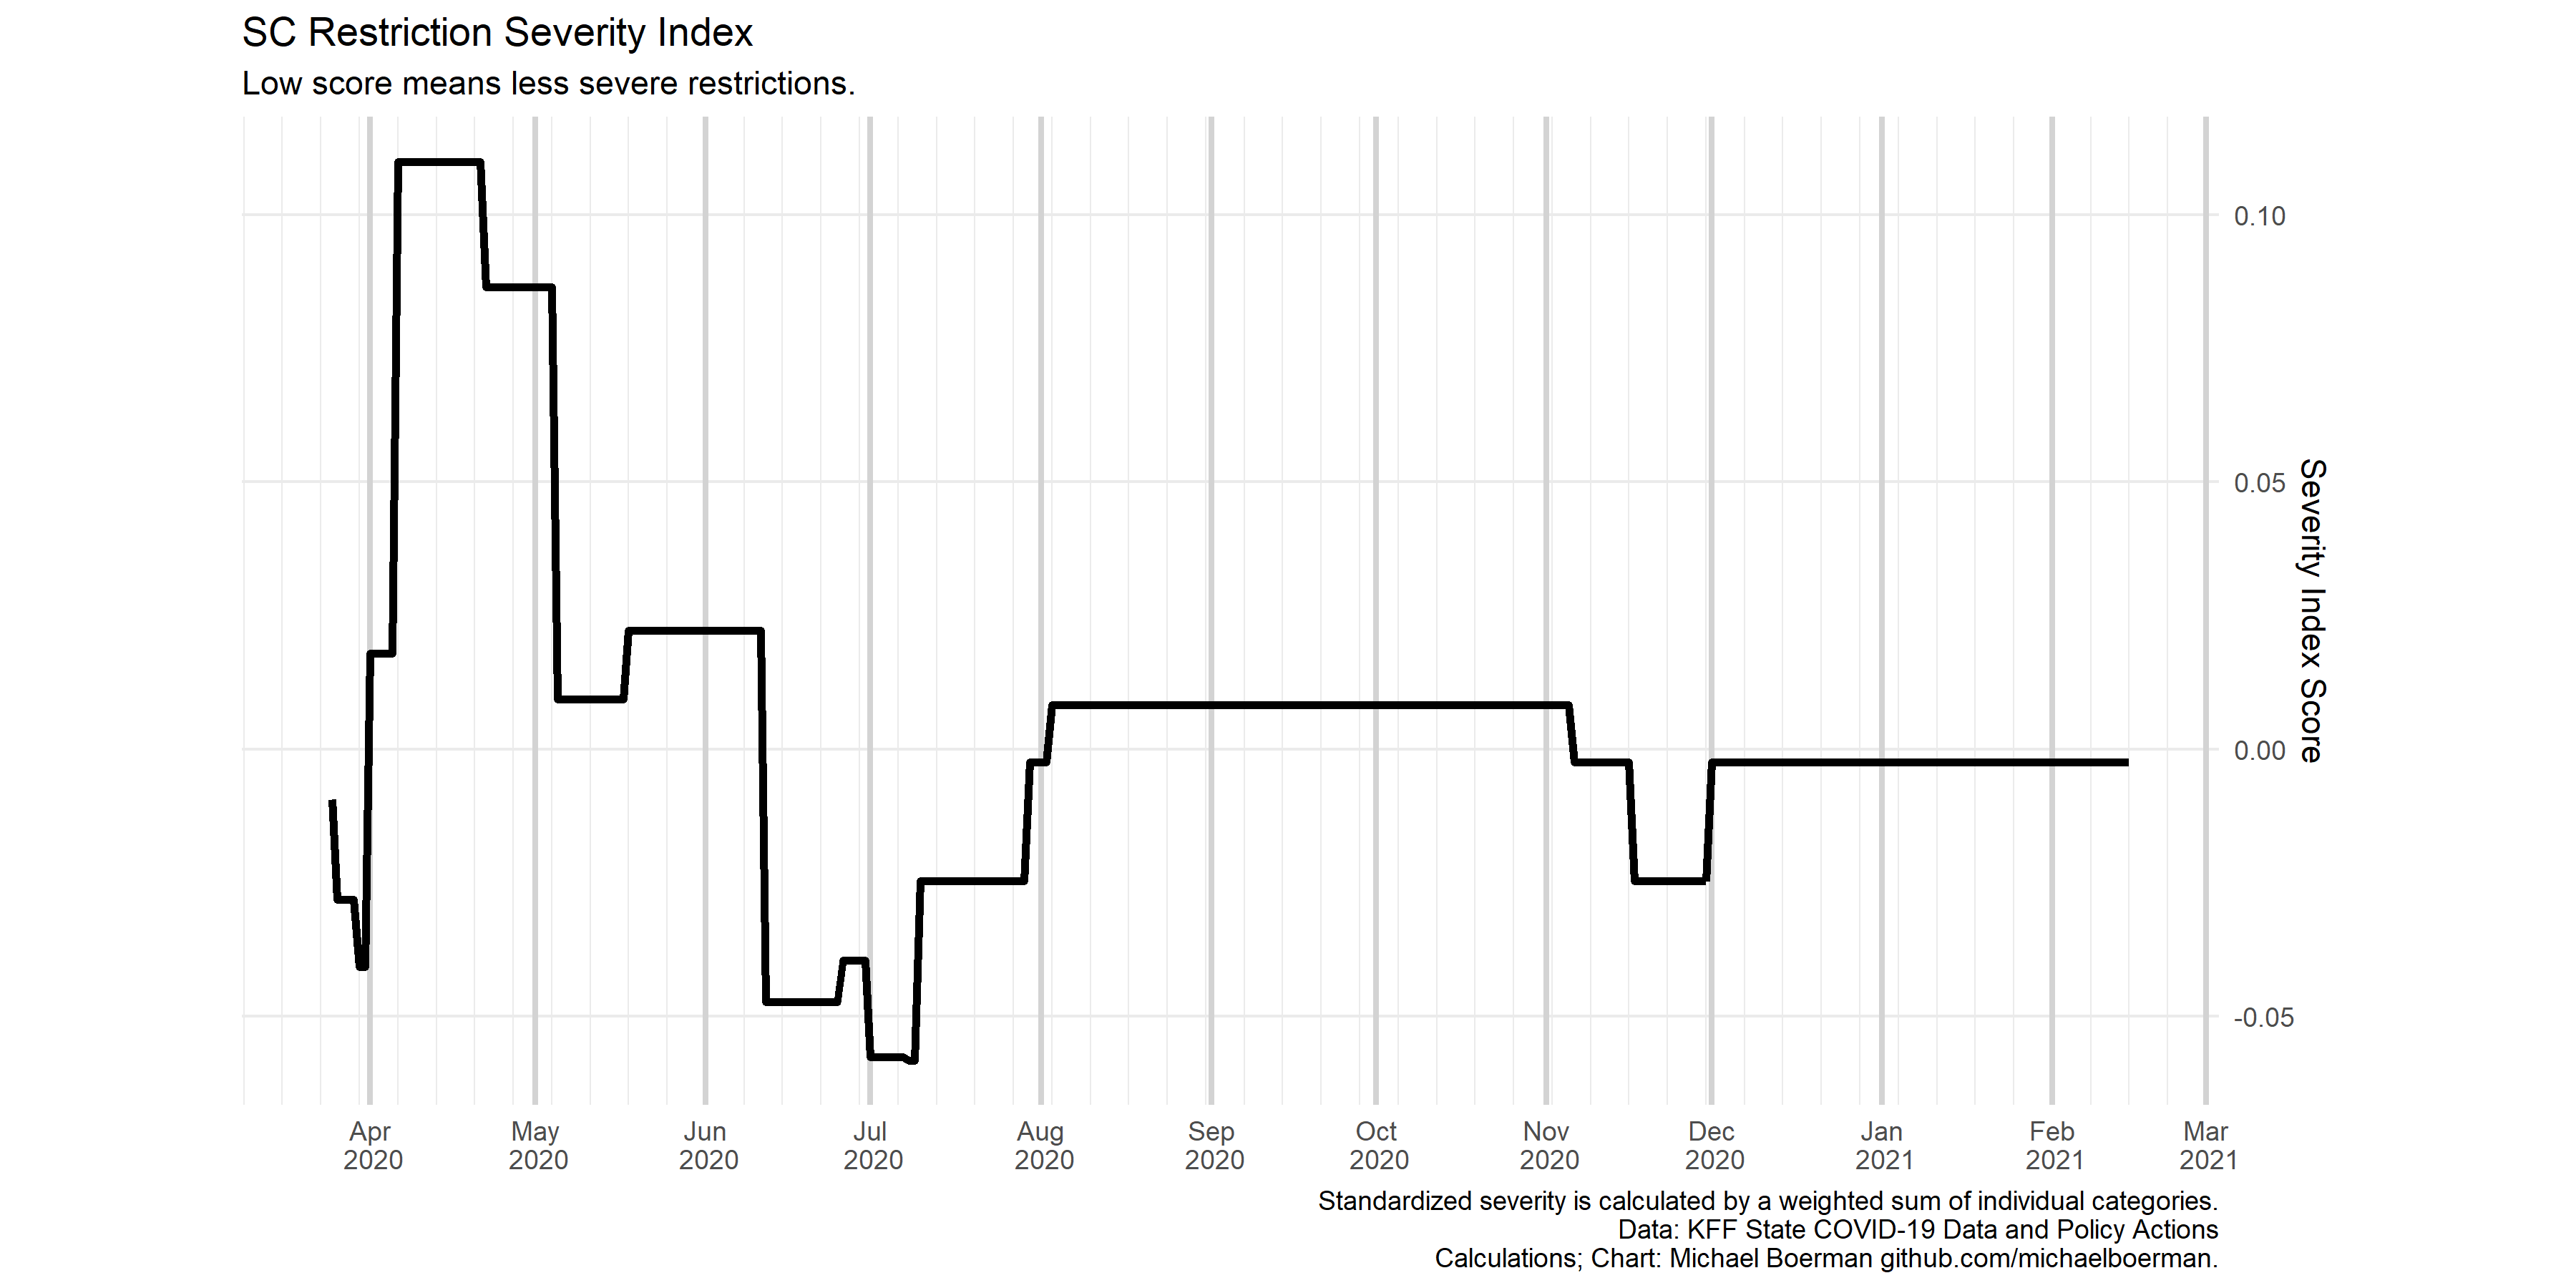 SC Restriction Severity Index
Low score means less severe restrictions.
0.10
0.05
0.00
-0.05
Severity Index Score
Apr
2020
May
2020
Jun
2020
Jul
2020
Aug
2020
Sep
2020
Oct
2020
Nov
2020
Dec
2020
Jan
2021
Feb
2021
Mar
2021
Standardized severity is calculated by a weighted sum of individual categories.
Data: KFF State COVID-19 Data and Policy Actions
Calculations; Chart: Michael Boerman github.com/michaelboerman.